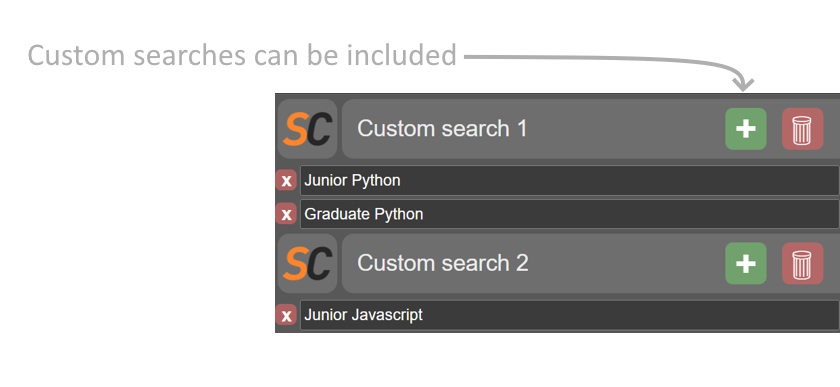 Custom searches can be included
SC Custom search 1 +
x Junior Python
x Graduate Python
SC Custom search 2 +
x Junior Javascript